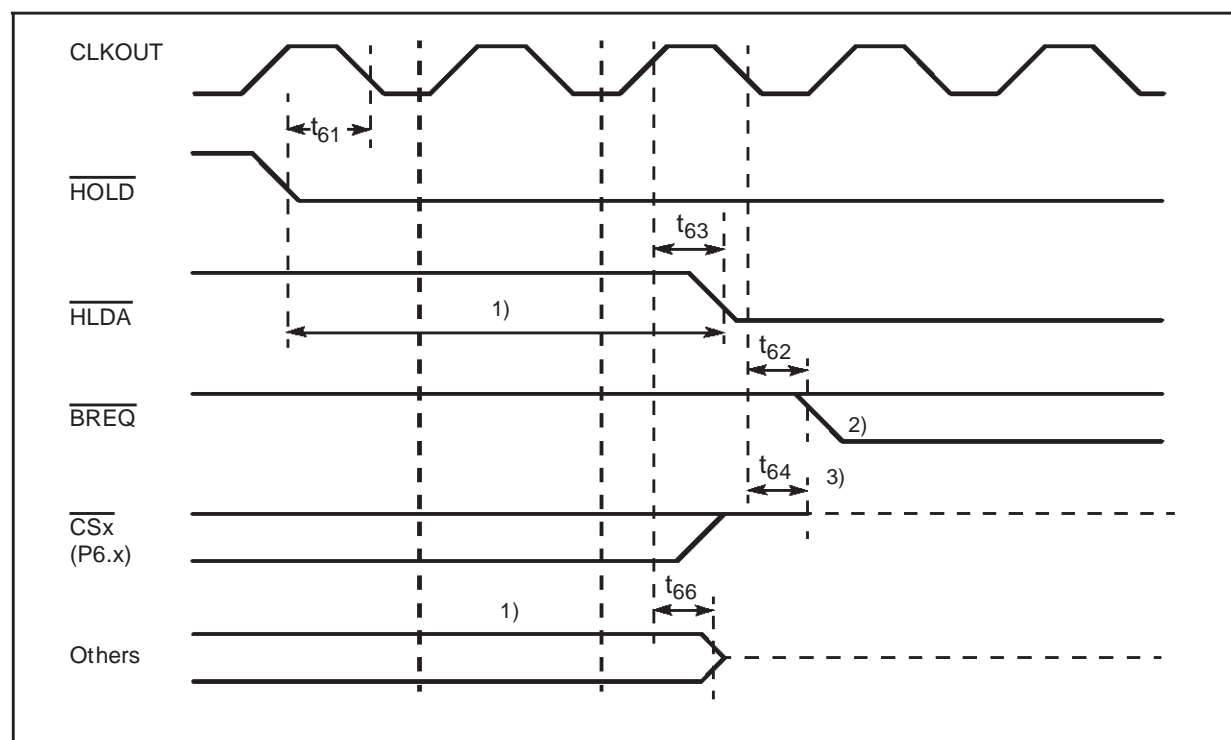 CLKOUT
t61
HOLD
t63
HLDA
1)
t62
BREQ
2)
t64
3)
CSx
(P6.x)
t66
1)
Others